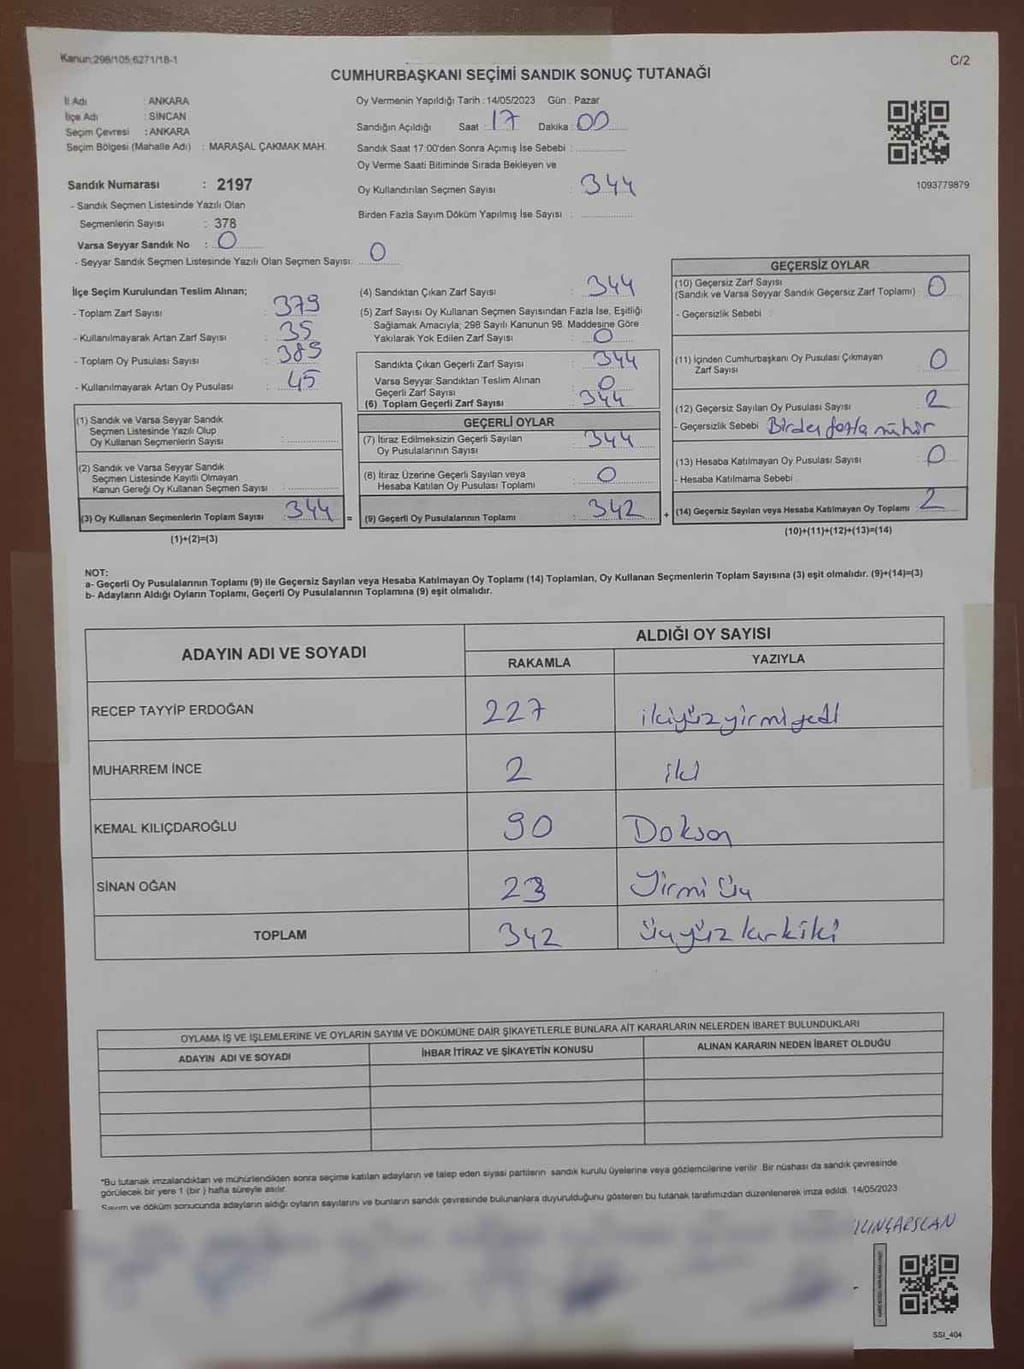 Kanun;298/105;6271/18-1
C/2
CUMHURBAŞKANI SEÇİMİ SANDIK SONUÇ TUTANAĞI
İl Adı : ANKARA
İlçe Adı : SİNCAN
Seçim Çevresi : ANKARA
Seçim Bölgesi (Mahalle Adı) : MARAŞAL ÇAKMAK MAH.
Sandık Numarası : 2197
- Sandık Seçmen Listesinde Yazılı Olan
Seçmenlerin Sayısı : 378
Varsa Seyyar Sandık No : 0
- Seyyar Sandık Seçmen Listesinde Yazılı Olan Seçmen Sayısı: 0
Oy Vermenin Yapıldığı Tarih : 14/05/2023 Gün : Pazar
Sandığın Açıldığı Saat : 17 Dakika : 00
Sandık Saat 17:00'den Sonra Açımış İse Sebebi :
Oy Verme Saati Bitiminde Sırada Bekleyen ve
Oy Kullandırılan Seçmen Sayısı : 344
Birden Fazla Sayım Döküm Yapılmış İse Sayısı :
1093779879
İlçe Seçim Kurulundan Teslim Alınan;
- Toplam Zarf Sayısı : 379
- Kullanılmayarak Artan Zarf Sayısı : 35
- Toplam Oy Pusulası Sayısı : 389
- Kullanılmayarak Artan Oy Pusulası : 45
(1) Sandık ve Varsa Seyyar Sandık
Seçmen Listesinde Yazılı Olup
Oy Kullanan Seçmenlerin Sayısı :
(2) Sandık ve Varsa Seyyar Sandık
Seçmen Listesinde Kayıtlı Olmayan
Kanun Gereği Oy Kullanan Seçmen Sayısı :
(3) Oy Kullanan Seçmenlerin Toplam Sayısı : 344 =
(1)+(2)=(3)
(4) Sandıktan Çıkan Zarf Sayısı : 344
(5) Zarf Sayısı Oy Kullanan Seçmen Sayısından Fazla İse, Eşitliği
Sağlamak Amacıyla; 298 Sayılı Kanunun 98. Maddesine Göre
Yakılarak Yok Edilen Zarf Sayısı : 0
Sandıkta Çıkan Geçerli Zarf Sayısı : 344
Varsa Seyyar Sandıktan Teslim Alınan
Geçerli Zarf Sayısı : 0
(6) Toplam Geçerli Zarf Sayısı : 344
GEÇERLİ OYLAR
(7) İtiraz Edilmeksizin Geçerli Sayılan
Oy Pusulalarının Sayısı : 344
(8) İtiraz Üzerine Geçerli Sayılan veya
Hesaba Katılan Oy Pusulası Toplamı : 0
(9) Geçerli Oy Pusulalarının Toplamı : 342 +
GEÇERSİZ OYLAR
(10) Geçersiz Zarf Sayısı
(Sandık ve Varsa Seyyar Sandık Geçersiz Zarf Toplamı) : 0
- Geçersizlik Sebebi :
(11) İçinden Cumhurbaşkanı Oy Pusulası Çıkmayan
Zarf Sayısı : 0
(12) Geçersiz Sayılan Oy Pusulası Sayısı : 2
- Geçersizlik Sebebi : Birden fazla mühür
(13) Hesaba Katılmayan Oy Pusulası Sayısı : 0
- Hesaba Katılmama Sebebi :
(14) Geçersiz Sayılan veya Hesaba Katılmayan Oy Toplamı : 2
(10)+(11)+(12)+(13)=(14)
NOT:
a- Geçerli Oy Pusulalarının Toplamı (9) ile Geçersiz Sayılan veya Hesaba Katılmayan Oy Toplamı (14) Toplamları, Oy Kullanan Seçmenlerin Toplam Sayısına (3) eşit olmalıdır. (9)+(14)=(3)
b- Adayların Aldığı Oyların Toplamı, Geçerli Oy Pusulalarının Toplamına (9) eşit olmalıdır.
ADAYIN ADI VE SOYADI
ALDIĞI OY SAYISI
RAKAMLA YAZIYLA
RECEP TAYYİP ERDOĞAN 227 ikiyüzyirmiyedi
MUHARREM İNCE 2 iki
KEMAL KILIÇDAROĞLU 90 Doksan
SİNAN OĞAN 23 Yirmi üç
TOPLAM 342 üçyüz kırkiki
OYLAMA İŞ VE İŞLEMLERİNE VE OYLARIN SAYIM VE DÖKÜMÜNE DAİR ŞİKAYETLERLE BUNLARA AİT KARARLARIN NELERDEN İBARET BULUNDUKLARI
ADAYIN ADI VE SOYADI İHBAR İTİRAZ VE ŞİKAYETİN KONUSU ALINAN KARARIN NEDEN İBARET OLDUĞU
*Bu tutanak imzalandıktan ve mühürlendikten sonra seçime katılan adayların ve talep eden siyasi partilerin sandık kurulu üyelerine veya gözlemcilerine verilir. Bir nüshası da sandık çevresinde
görülecek bir yere 1 (bir ) hafta süreyle asılır.
Sayım ve döküm sonucunda adayların aldığı oyların sayılarını ve bunların sandık çevresinde bulunanlara duyurulduğunu gösteren bu tutanak tarafımızdan düzenlenerek imza edildi. 14/05/2023
SSI_404